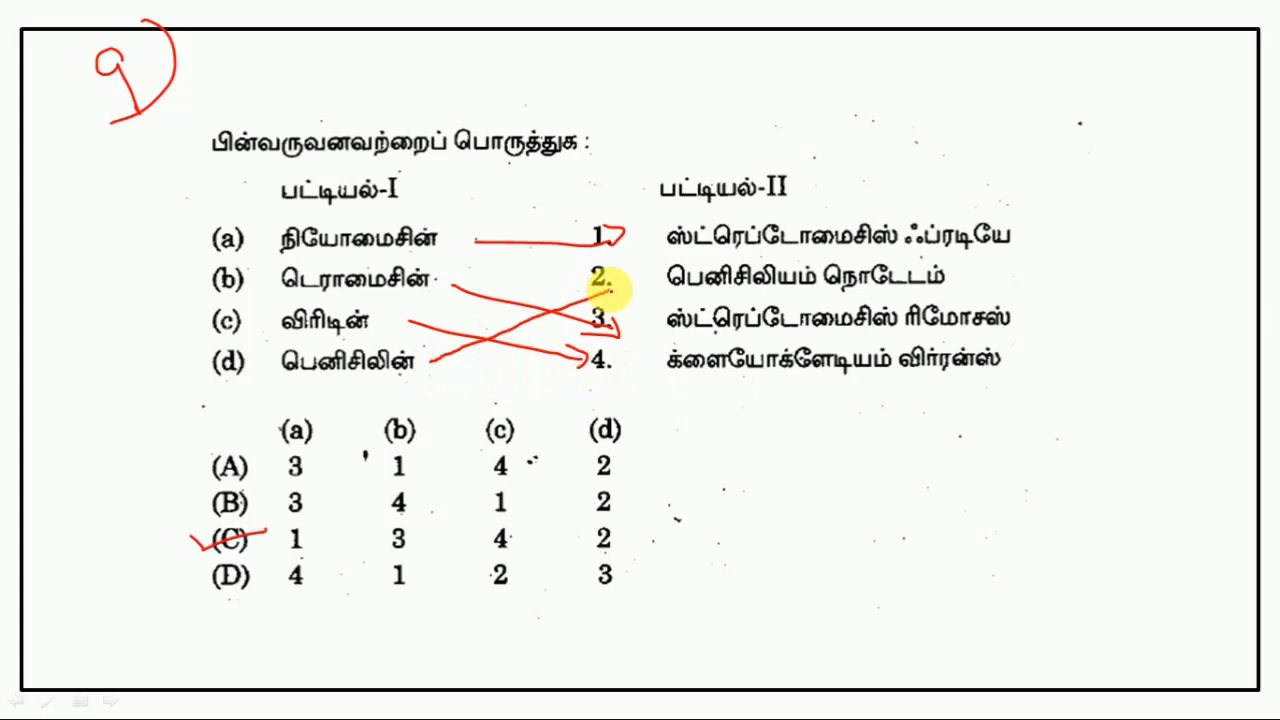 9)
பின்வருவனவற்றைப் பொருத்துக :
பட்டியல்-I பட்டியல்-II
(a) நியோமைசின் 1. ஸ்ட்ரெப்டோமைசிஸ் ஃப்ரடியே
(b) டெராமைசின் 2. பெனிசிலியம் நொடேடம்
(c) விரிடின் 3. ஸ்ட்ரெப்டோமைசிஸ் ரிமோசஸ்
(d) பெனிசிலின் 4. க்ளையோக்ளேடியம் விர்ரன்ஸ்
(a) (b) (c) (d)
(A) 3 1 4 2
(B) 3 4 1 2
(C) 1 3 4 2
(D) 4 1 2 3